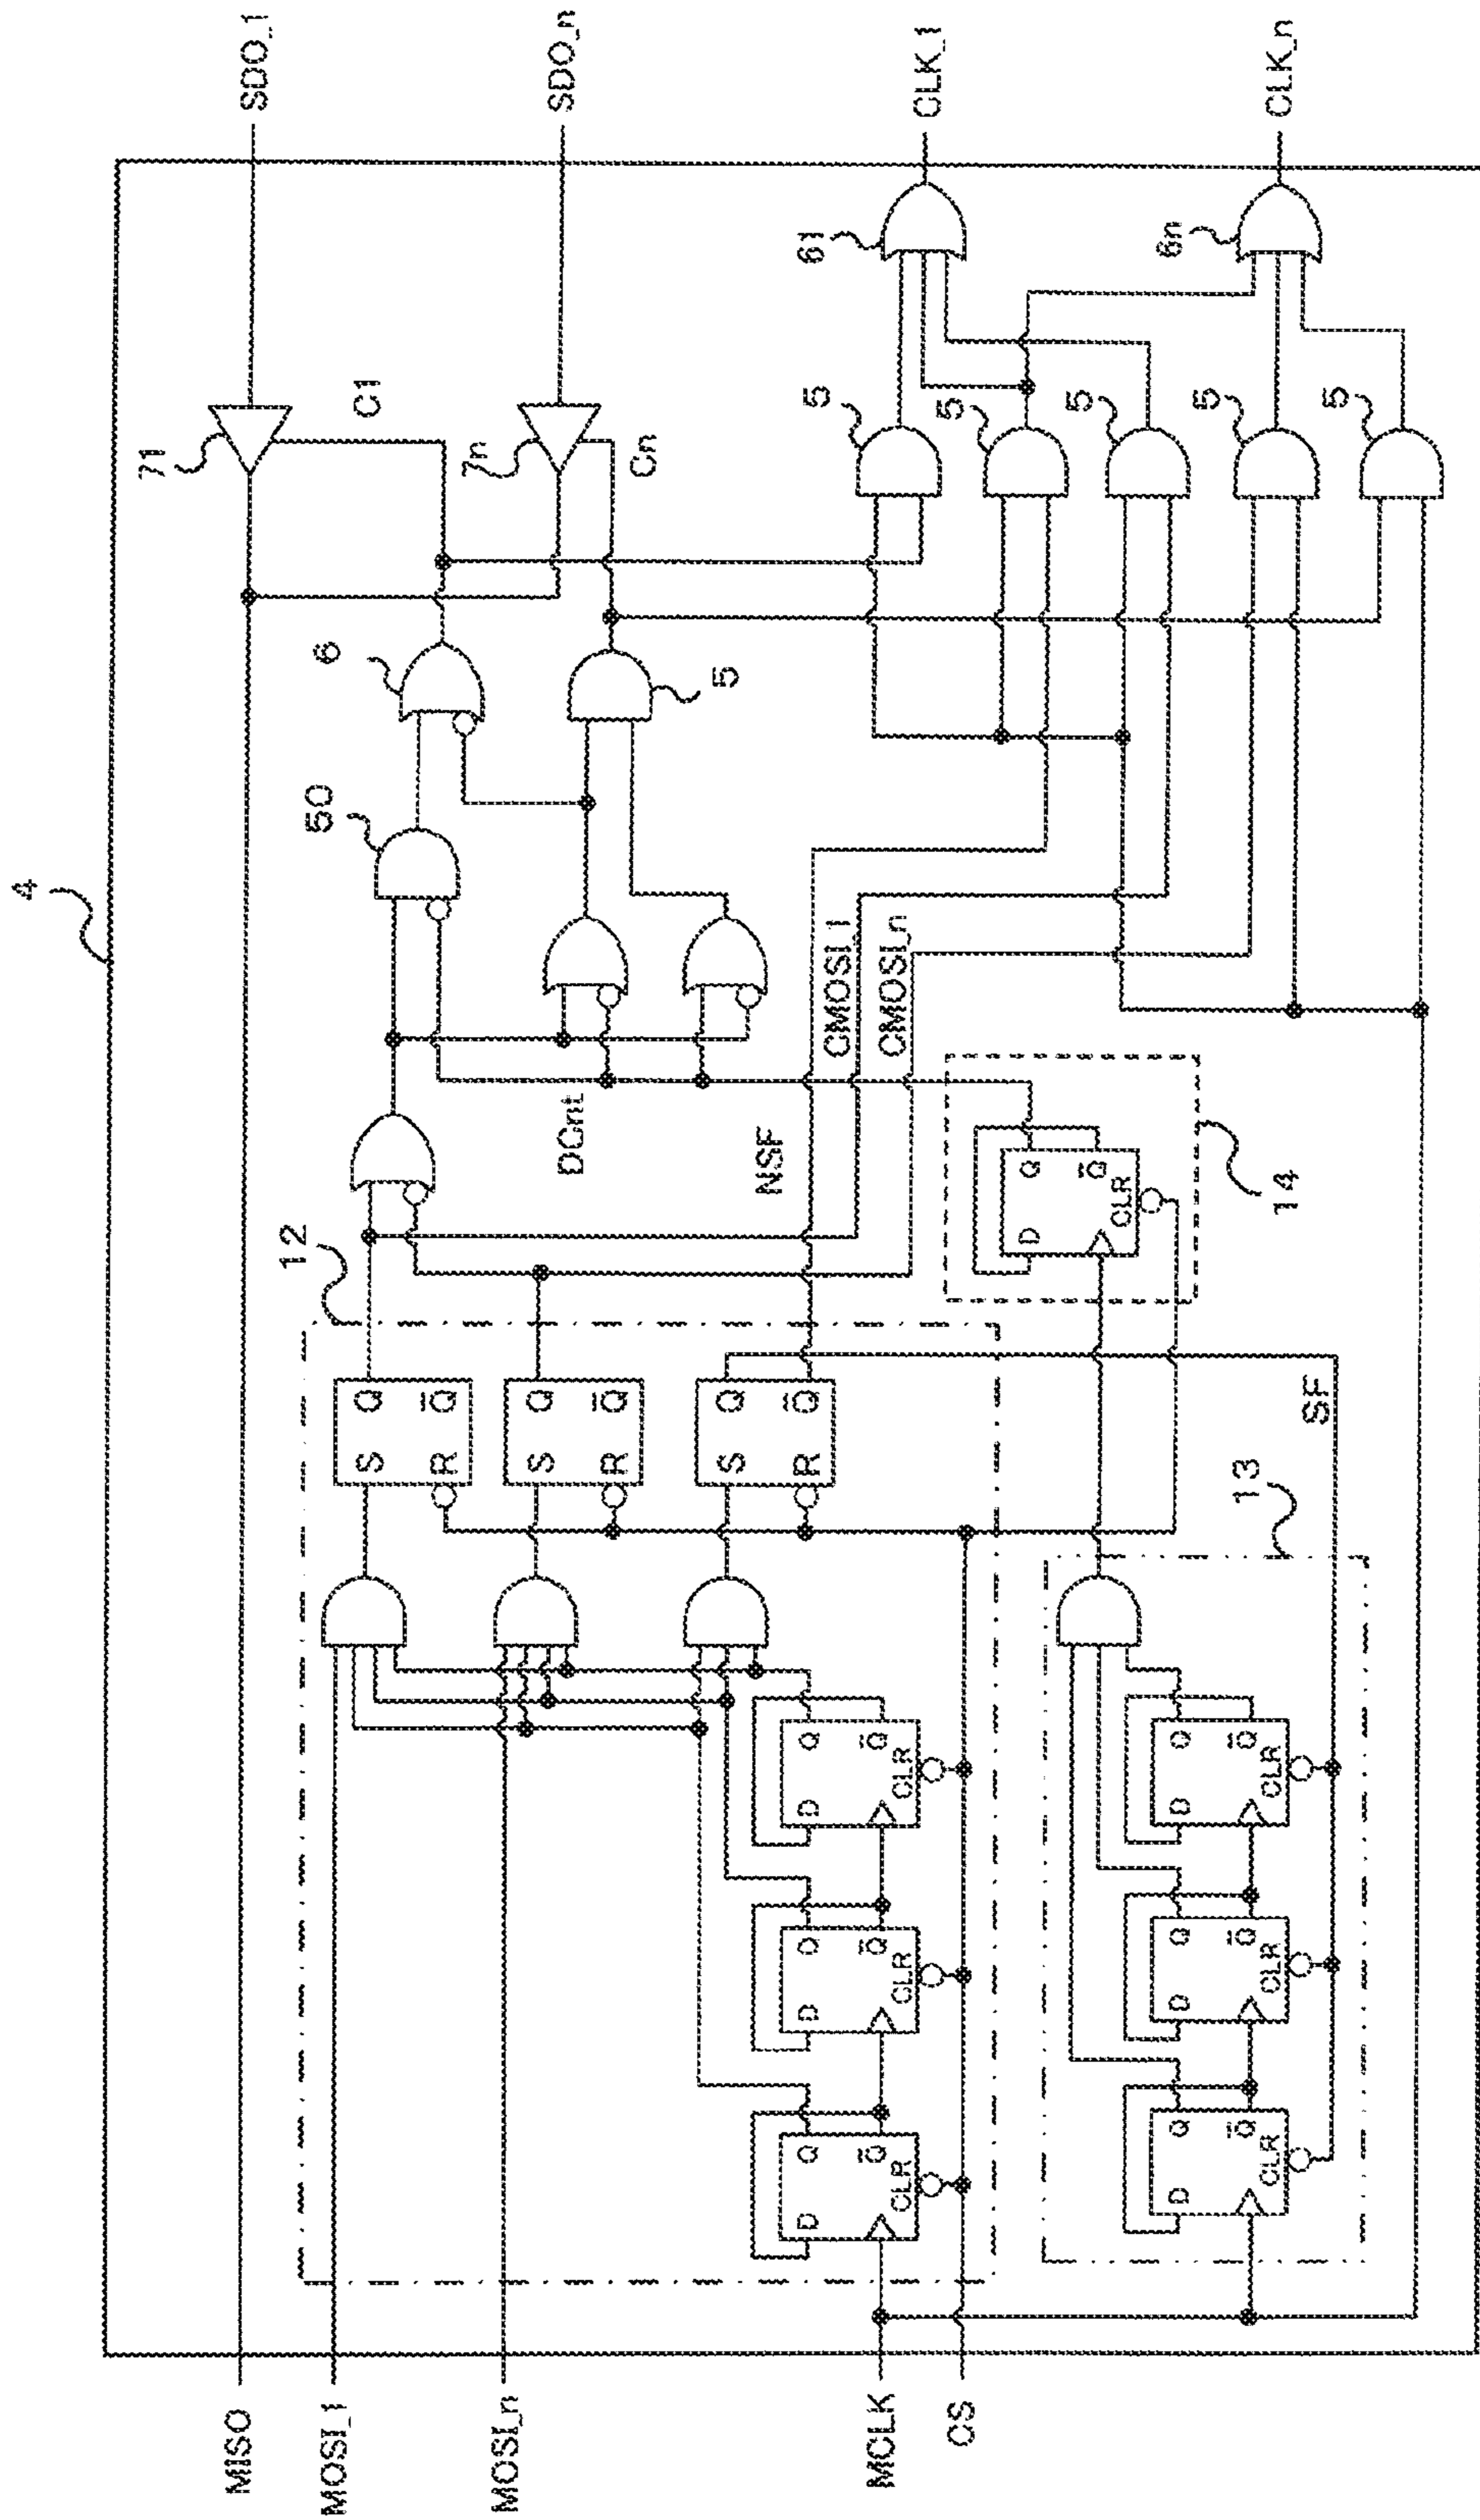 4
SDO_1
SDO_n
CLK_1
CLK_n
71
C1
7n
Cn
61
6n
5
5
5
5
5
6
5
50
CMOSI_1
CMOSI_n
DCnt
NSF
12
14
D
Q
Q
CLR
S
Q
R
Q
S
Q
R
Q
S
Q
R
Q
SF
13
D
Q
Q
CLR
D
Q
Q
CLR
D
Q
Q
CLR
D
Q
Q
CLR
D
Q
Q
CLR
D
Q
Q
CLR
MISO
MOSI_1
MOSI_n
MCLK
CS